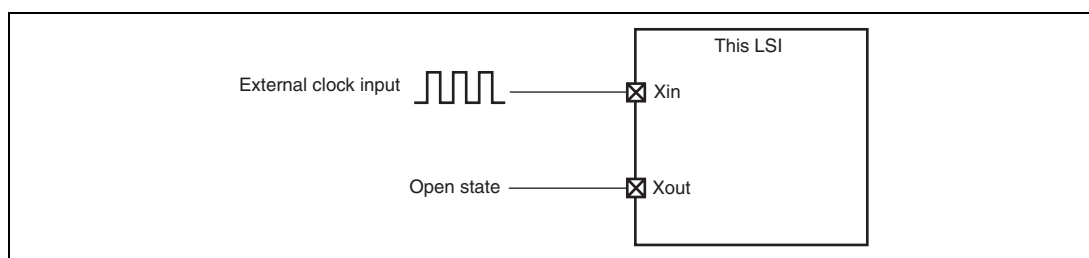 This LSI
External clock input
Xin
Open state
Xout